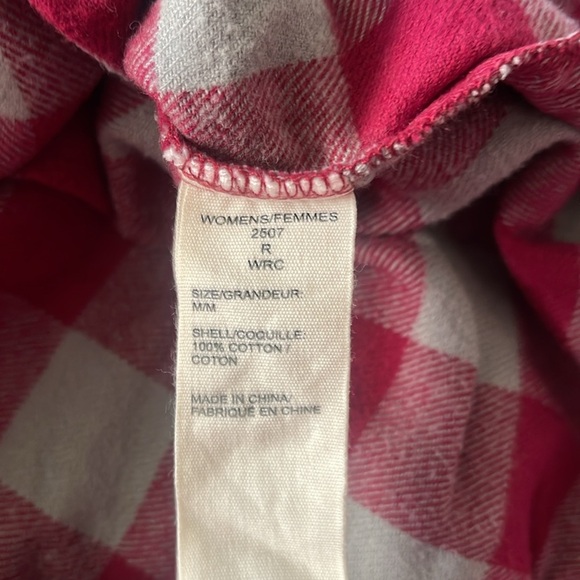 WOMENS/FEMMES
2507
R
WRC
SIZE/GRANDEUR:
M/M
SHELL/COQUILLE:
100% COTTON /
COTON
MADE IN CHINA/
FABRIQUÉ EN CHINE